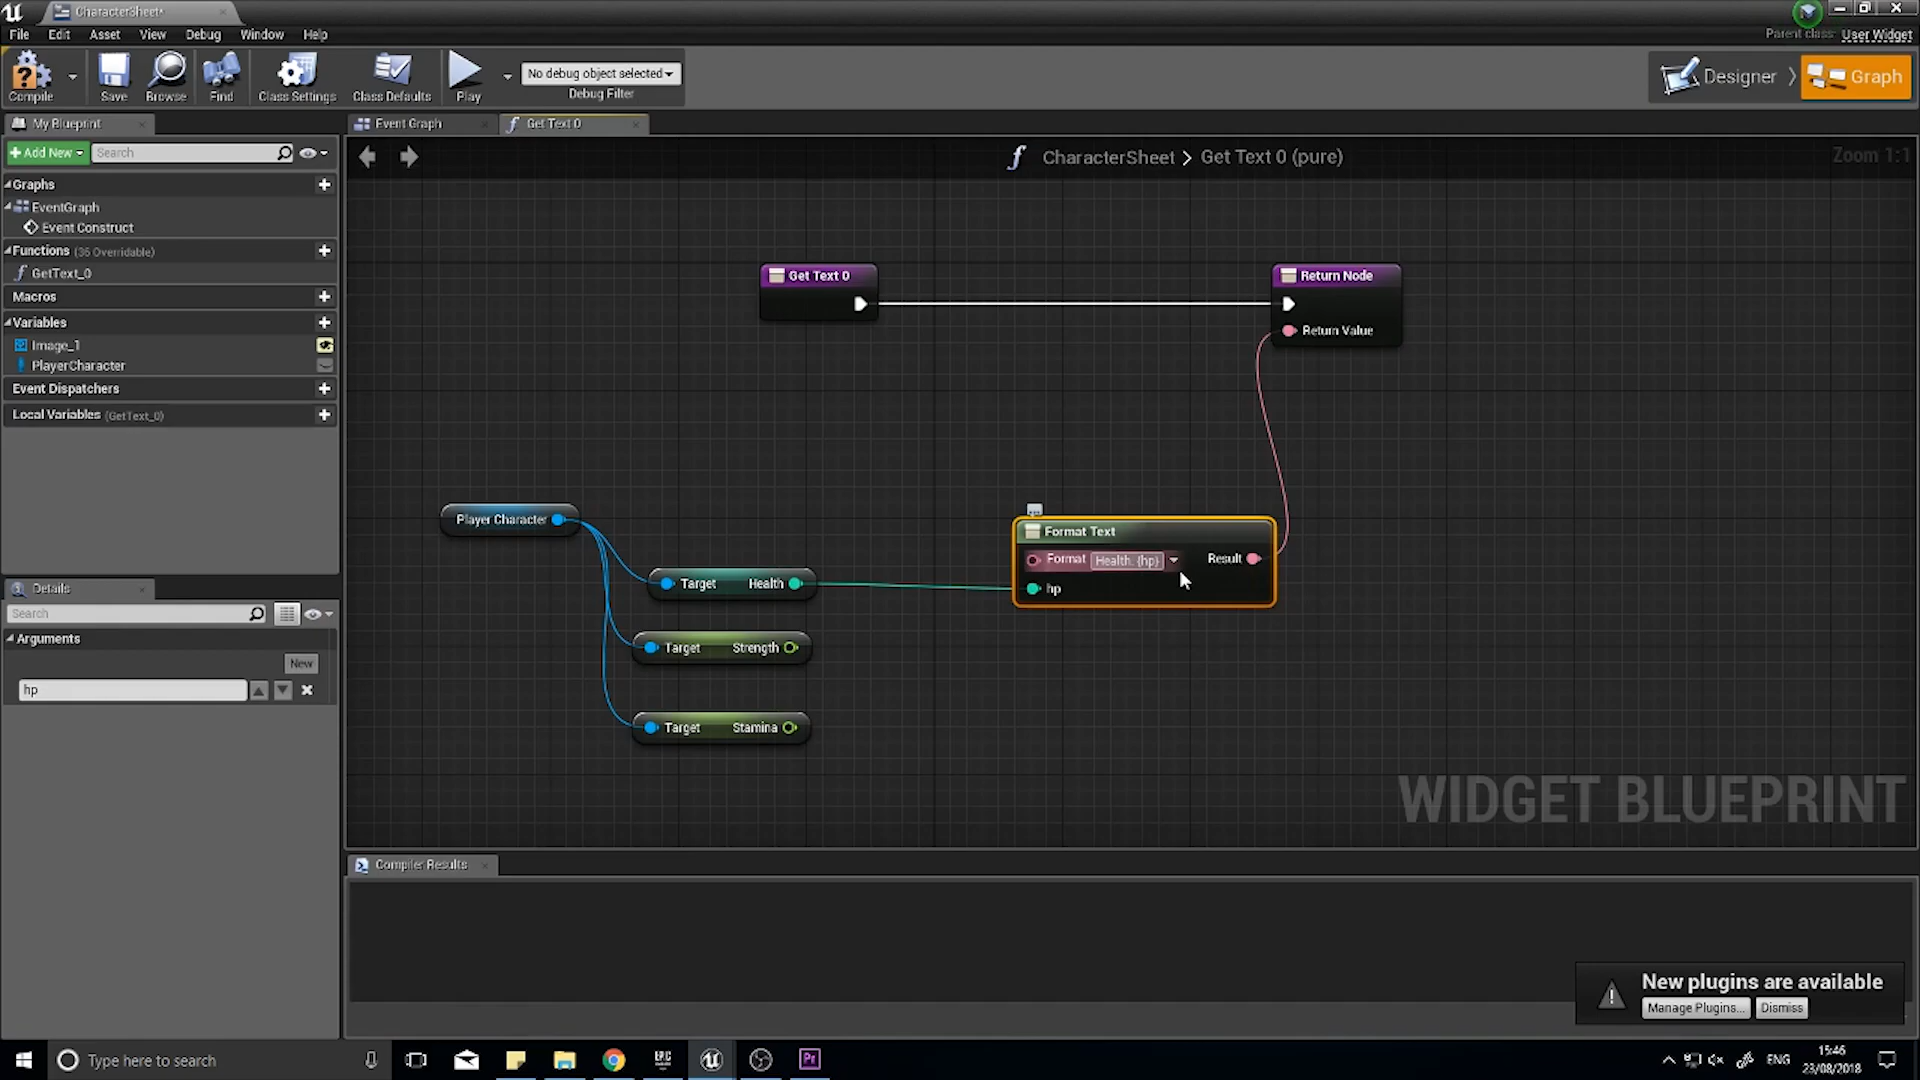 CharacterSheet*
File Edit Asset View Debug Window Help
Parent class: User Widget
Compile Save Browse Find Class Settings Class Defaults Play
No debug object selected
Debug Filter
Designer Graph
My Blueprint
Event Graph Get Text 0
+ Add New Search
CharacterSheet > Get Text 0 (pure)
Zoom 1:1
Graphs
EventGraph
Event Construct
Functions (36 Overridable)
GetText_0
Macros
Variables
Image_1
PlayerCharacter
Event Dispatchers
Local Variables (GetText_0)
Get Text 0
Return Node
Return Value
Player Character
Format Text
Format Health: {hp} Result
hp
Target Health
Target Strength
Target Stamina
Details
Search
Arguments
New
hp
WIDGET BLUEPRINT
Compiler Results
New plugins are available
Manage Plugins... Dismiss
Type here to search
EPIC
Pr
ENG
15:46
23/08/2018